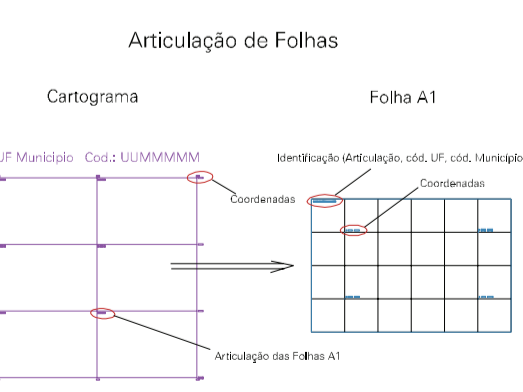 Articulação de Folhas
Cartograma
Folha A1
UF Municipio Cod.: UUMMMMM
Identificação (Articulação, cód. UF, cód. Município
Coordenadas
Coordenadas
Articulação das Folhas A1